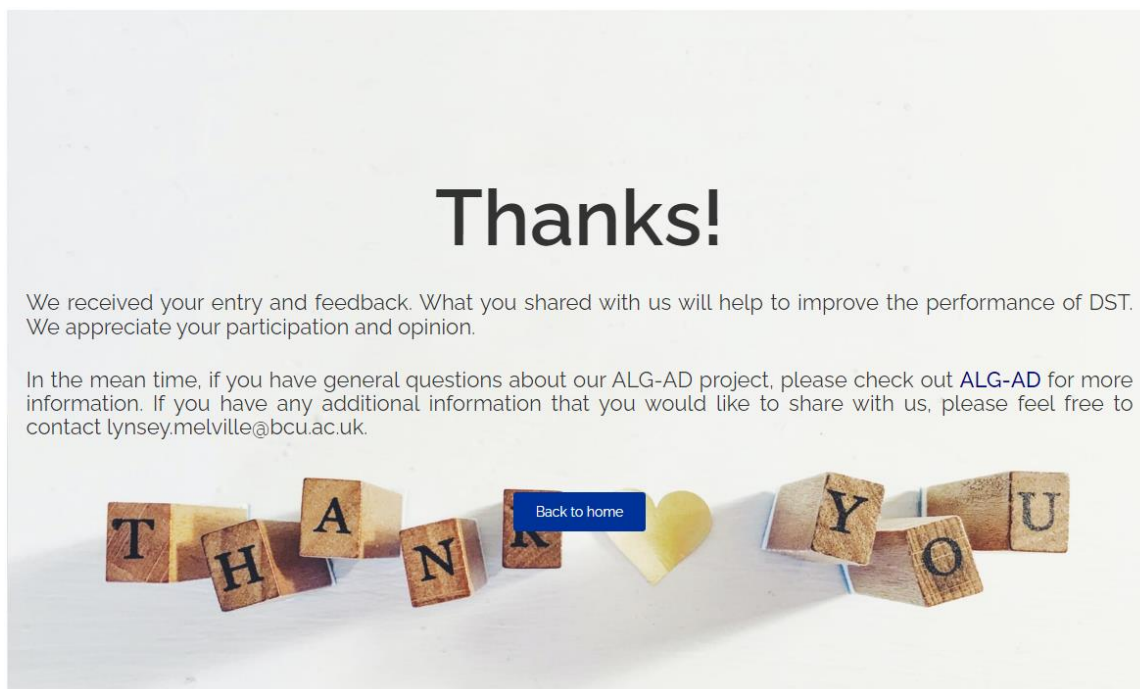 Thanks!
We received your entry and feedback. What you shared with us will help to improve the performance of DST.
We appreciate your participation and opinion.
In the mean time, if you have general questions about our ALG-AD project, please check out ALG-AD for more
information. If you have any additional information that you would like to share with us, please feel free to
contact lynsey.melville@bcu.ac.uk.
THANK YOU
Back to home